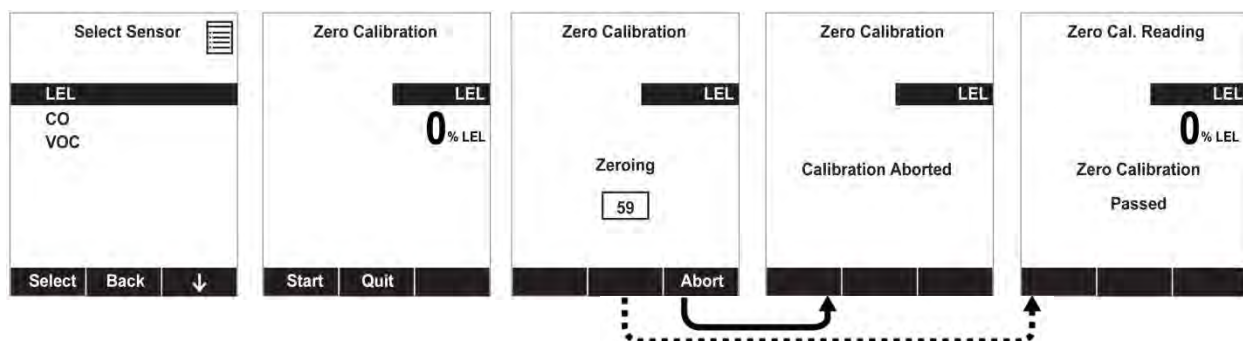 Select Sensor
LEL
CO
VOC
Select Back ↓
Zero Calibration
LEL
0 % LEL
Start Quit
Zero Calibration
LEL
Zeroing
59
Abort
Zero Calibration
LEL
Calibration Aborted
Zero Cal. Reading
LEL
0 % LEL
Zero Calibration
Passed